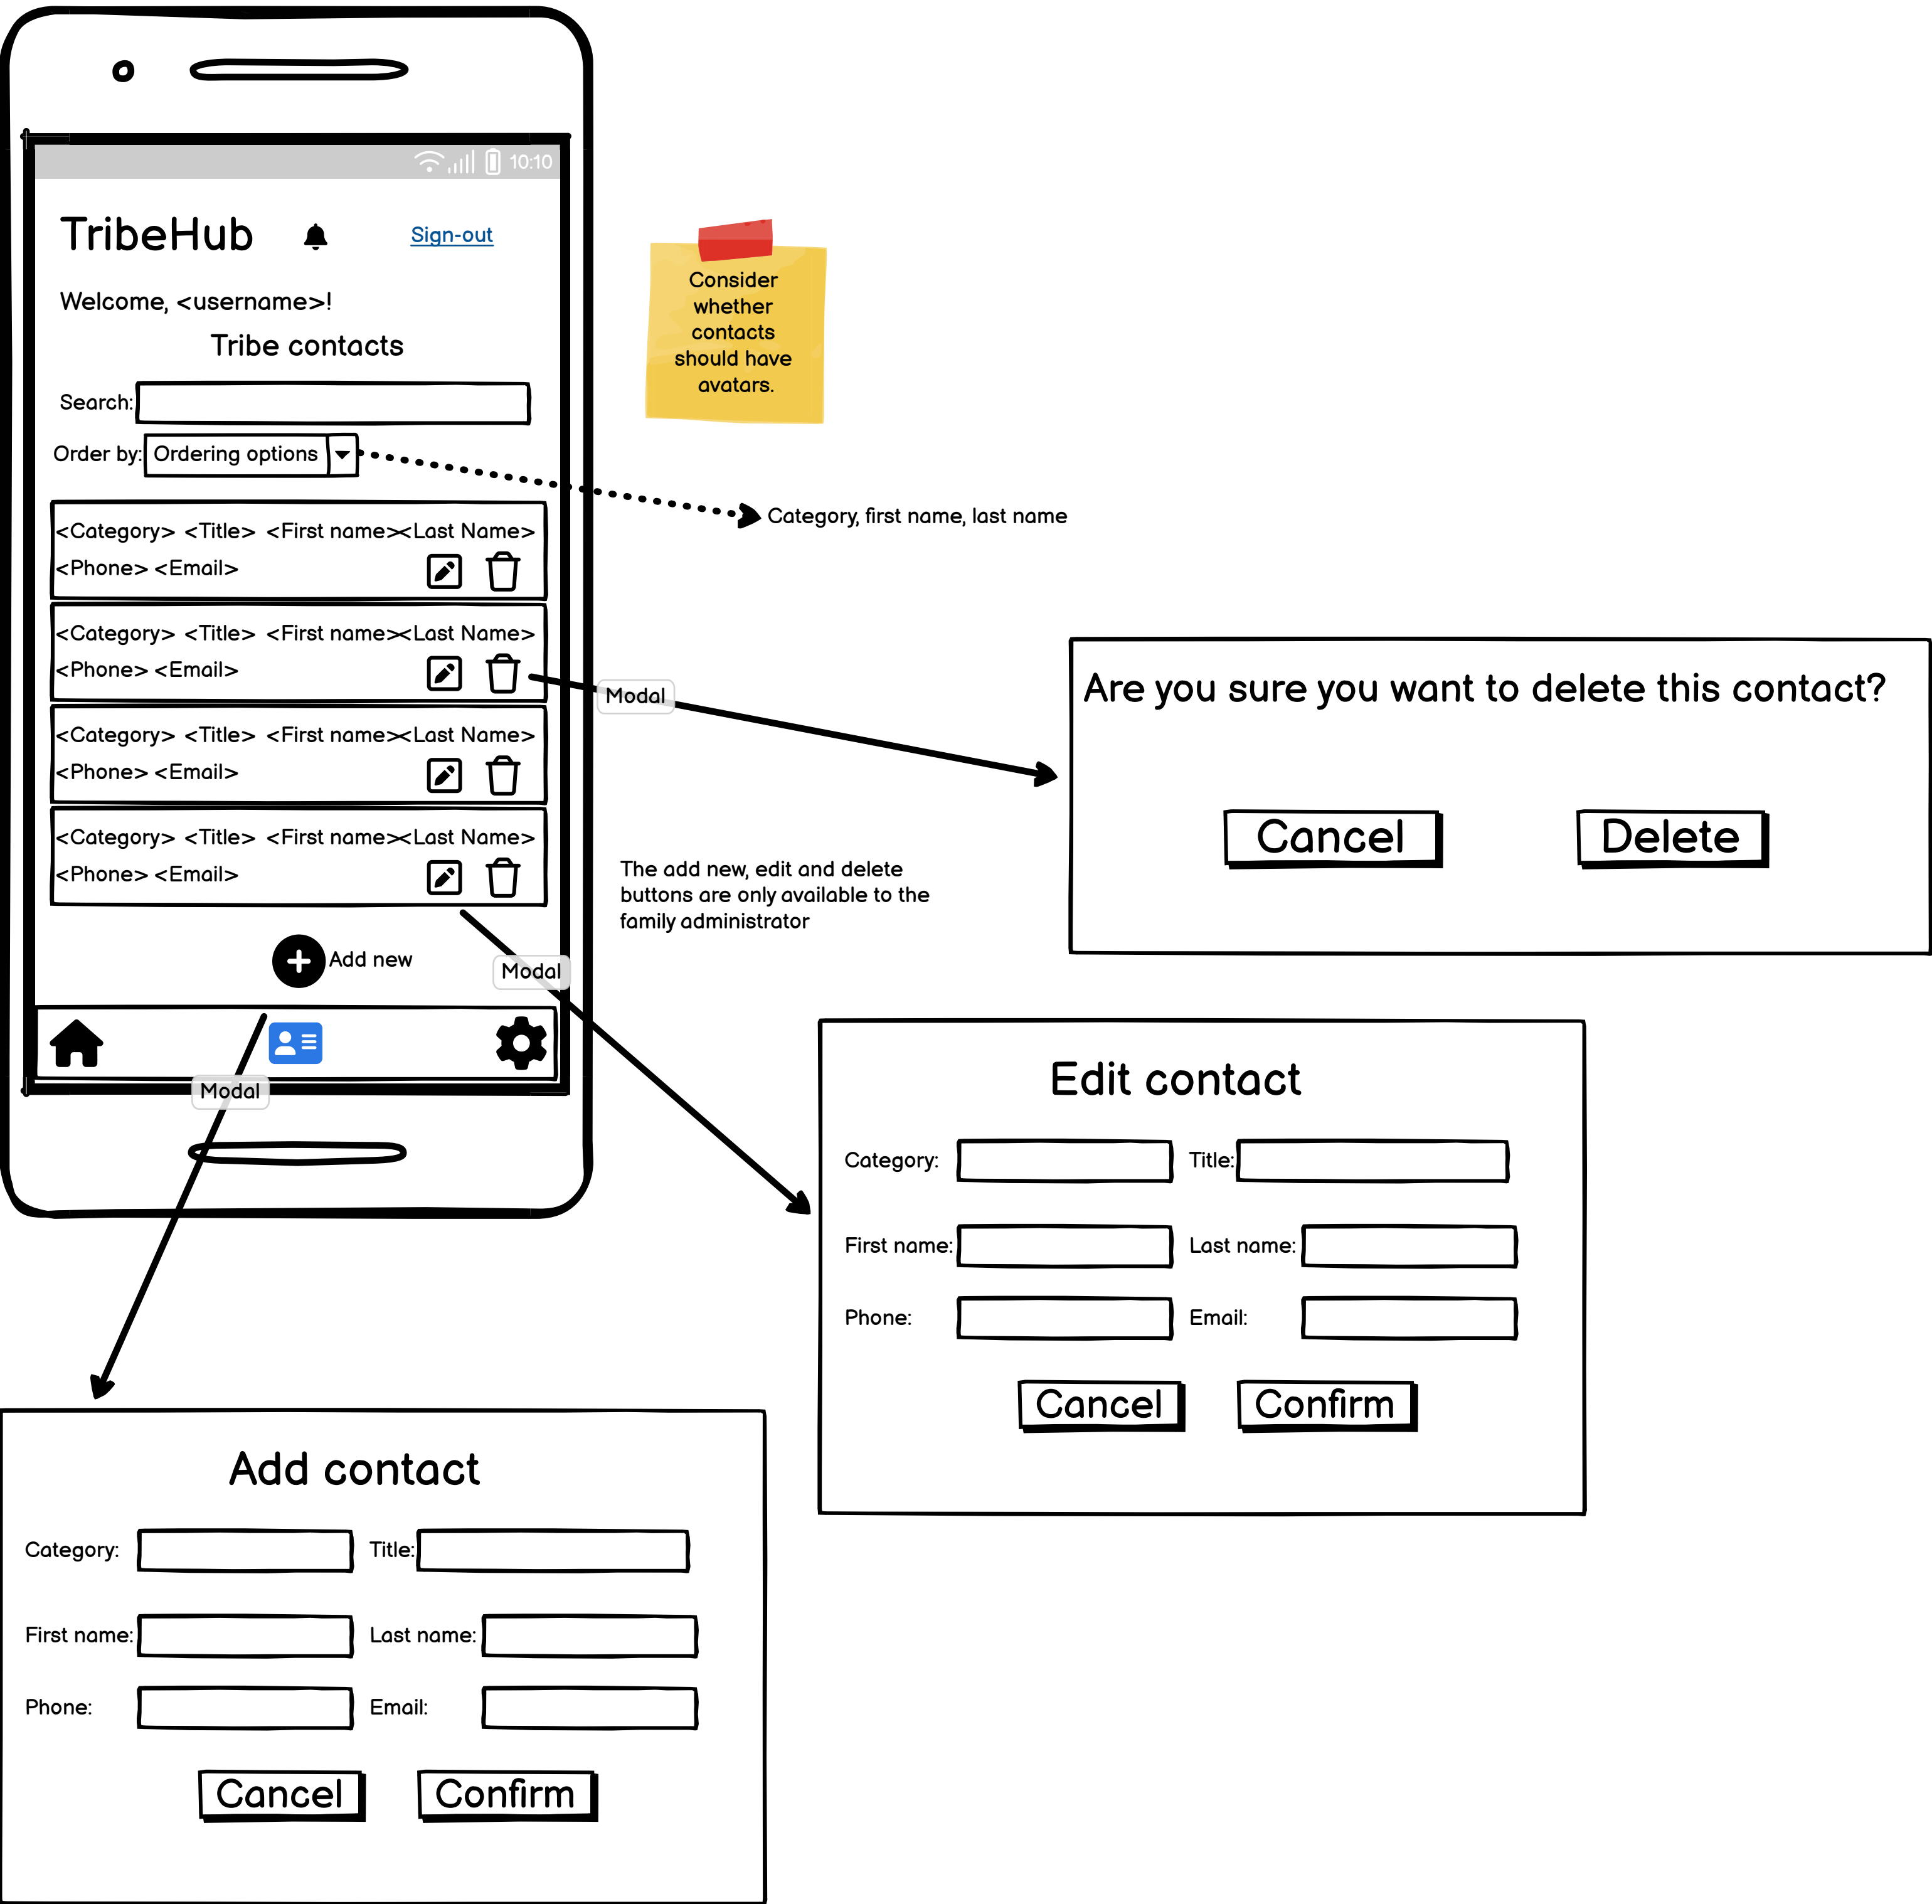 10:10
TribeHub
Sign-out
Welcome, <username>!
Tribe contacts
Search:
Order by: Ordering options
<Category> <Title> <First name><Last Name>
<Phone> <Email>
<Category> <Title> <First name><Last Name>
<Phone> <Email>
<Category> <Title> <First name><Last Name>
<Phone> <Email>
<Category> <Title> <First name><Last Name>
<Phone> <Email>
Add new
Modal
Modal
Modal
Consider
whether
contacts
should have
avatars.
Category, first name, last name
The add new, edit and delete
buttons are only available to the
family administrator
Are you sure you want to delete this contact?
Cancel Delete
Edit contact
Category: Title:
First name: Last name:
Phone: Email:
Cancel Confirm
Add contact
Category: Title:
First name: Last name:
Phone: Email:
Cancel Confirm